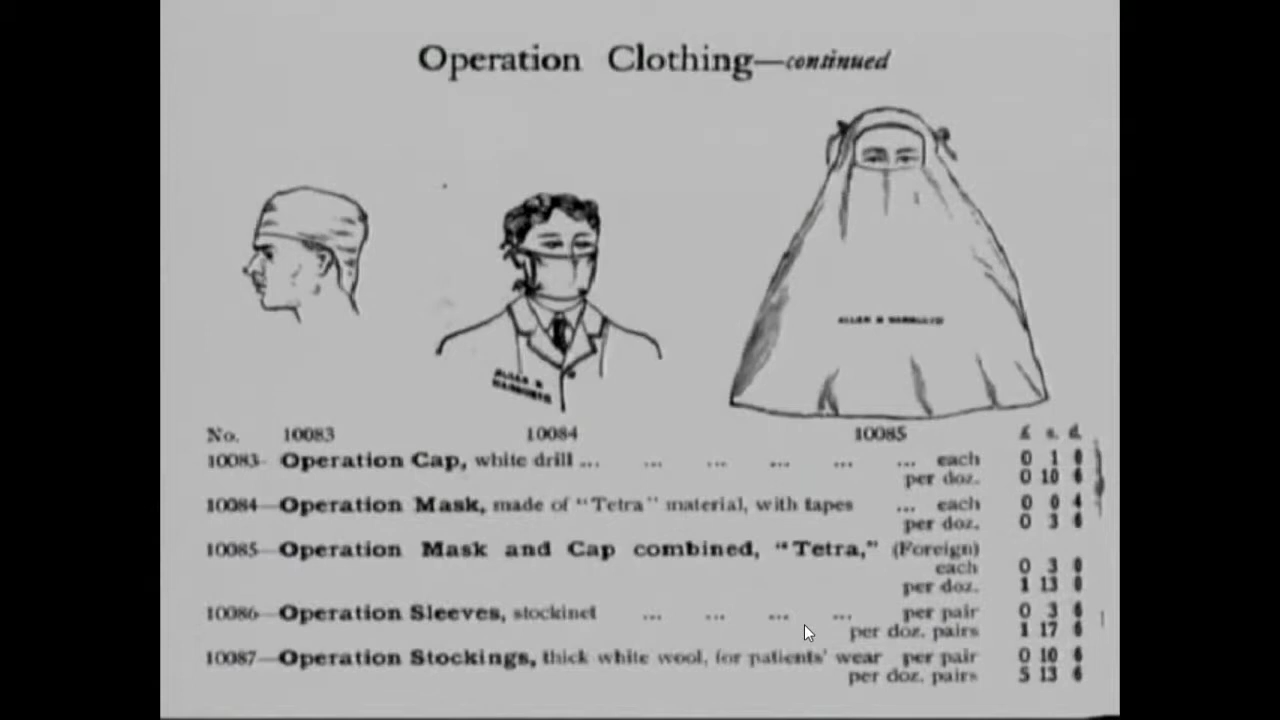 Operation Clothing—continued
No. 10083 10084 10085 £ s. d.
10083— Operation Cap, white drill ... ... ... ... ... ... each 0 1 0
per doz. 0 10 6
10084— Operation Mask, made of "Tetra" material, with tapes ... each 0 0 4
per doz. 0 3 6
10085— Operation Mask and Cap combined, "Tetra," (Foreign)
each 0 3 0
per doz. 1 13 0
10086— Operation Sleeves, stockinet ... ... ... ... per pair 0 3 6
per doz. pairs 1 17 6
10087— Operation Stockings, thick white wool, for patients' wear per pair 0 10 6
per doz. pairs 5 13 6